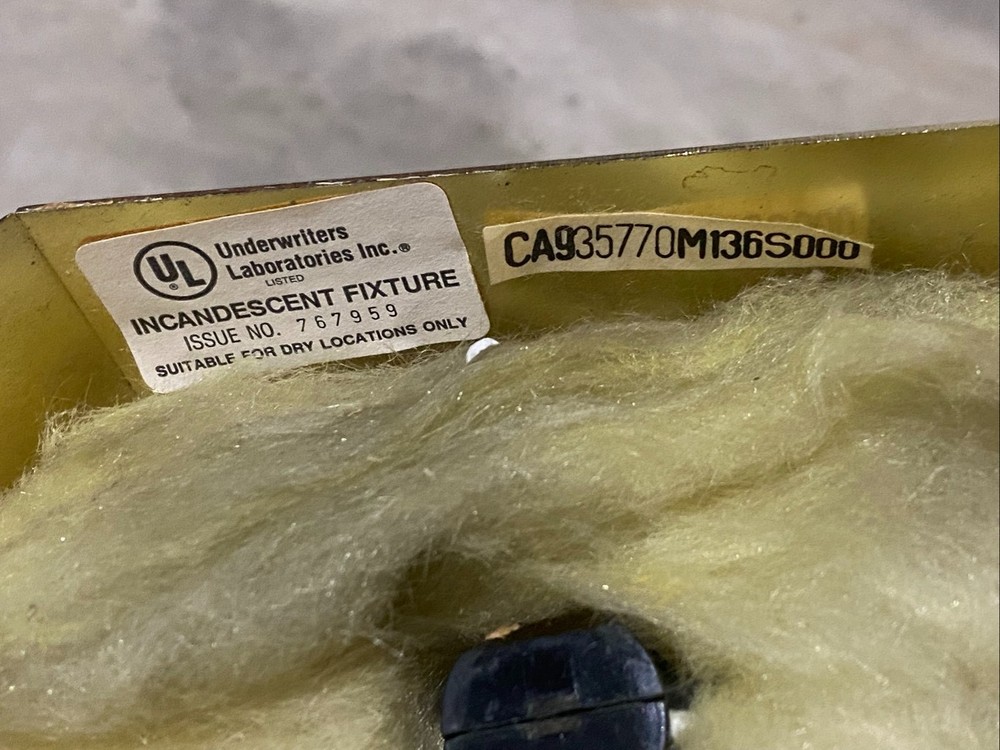 UL
®
Underwriters
Laboratories Inc.®
LISTED
INCANDESCENT FIXTURE
ISSUE NO. 767959
SUITABLE FOR DRY LOCATIONS ONLY
CA935770M136S000